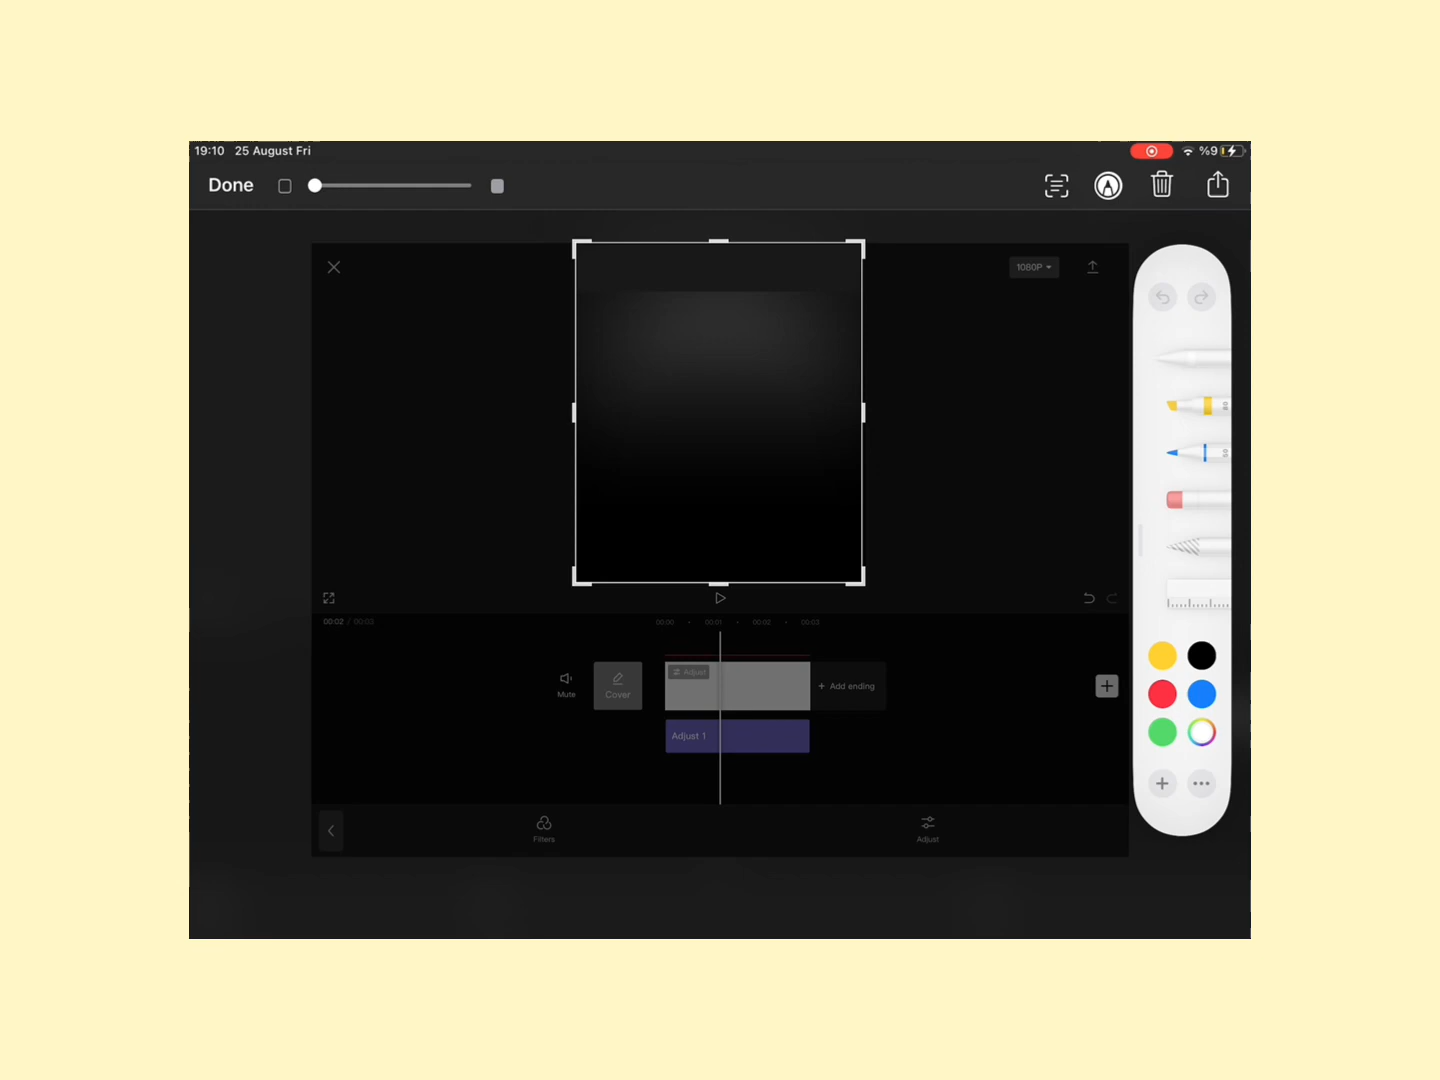 19:10 25 August Fri
%9
Done
1080P
00:02 / 00:03
00:00 00:01 00:02 00:03
Mute
Cover
Adjust
+ Add ending
Adjust 1
Filters
Adjust